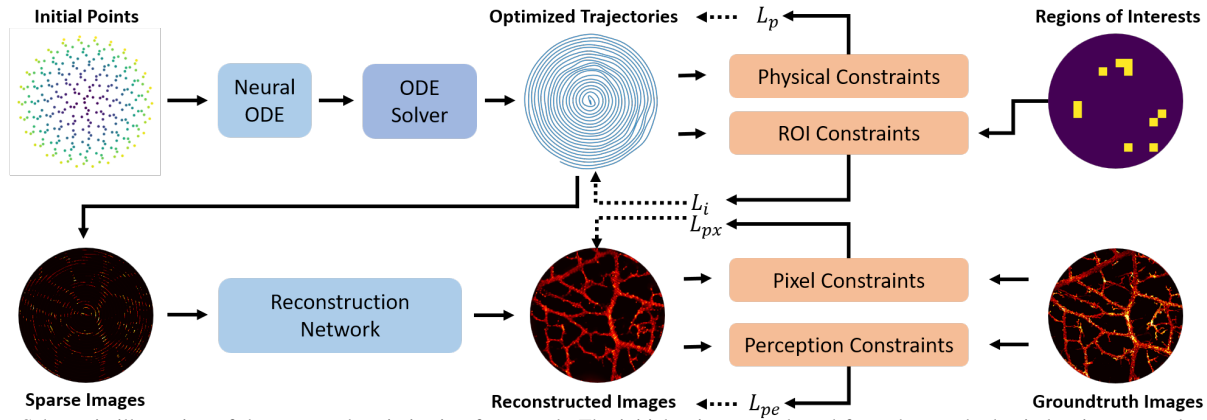 Initial Points
Optimized Trajectories
L_p
Regions of Interests
Neural
ODE
ODE
Solver
Physical Constraints
ROI Constraints
L_i
L_px
Reconstruction
Network
Pixel Constraints
Perception Constraints
Sparse Images
Reconstructed Images
L_pe
Groundtruth Images